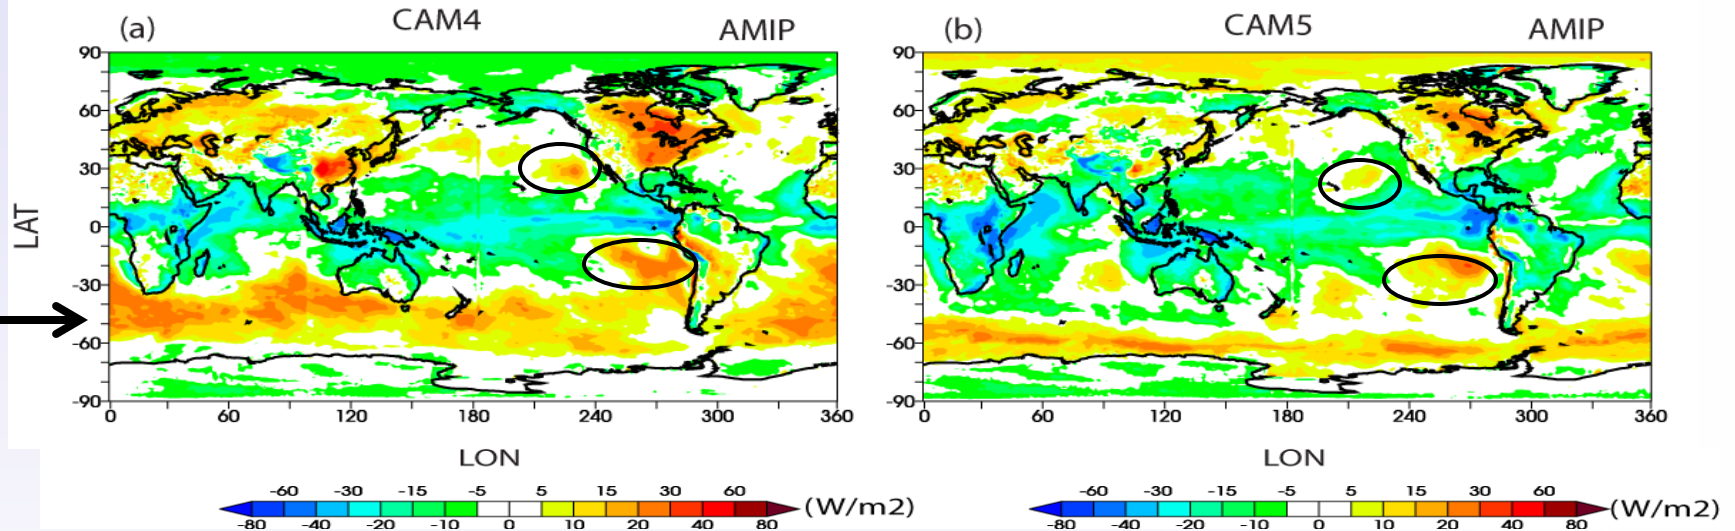 (a) CAM4 AMIP
(b) CAM5 AMIP
90 60 30 0 -30 -60 -90
LAT
0 60 120 180 240 300 360
LON
90 60 30 0 -30 -60 -90
0 60 120 180 240 300 360
LON
-60 -30 -15 -5 5 15 30 60
-80 -40 -20 -10 0 10 20 40 80
(W/m2)
-60 -30 -15 -5 5 15 30 60
-80 -40 -20 -10 0 10 20 40 80
(W/m2)